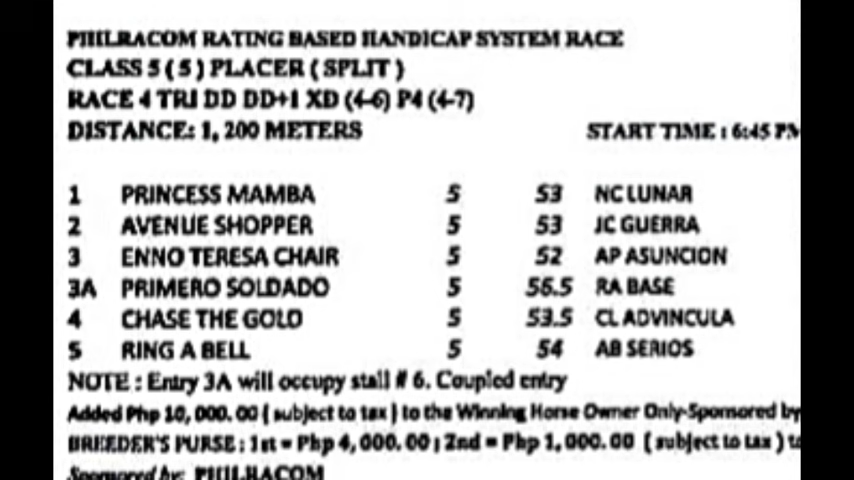 PHILRACOM RATING BASED HANDICAP SYSTEM RACE
CLASS 5 ( 5 ) PLACER ( SPLIT )
RACE 4 TRI DD DD+1 XD (4-6) P4 (4-7)
DISTANCE: 1, 200 METERS START TIME : 6:45 PM
1 PRINCESS MAMBA 5 53 NC LUNAR
2 AVENUE SHOPPER 5 53 JC GUERRA
3 ENNO TERESA CHAIR 5 52 AP ASUNCION
3A PRIMERO SOLDADO 5 56.5 RA BASE
4 CHASE THE GOLD 5 53.5 CL ADVINCULA
5 RING A BELL 5 54 AB SERIOS
NOTE : Entry 3A will occupy stall # 6. Coupled entry
Added Php 10, 000. 00 ( subject to tax ) to the Winning Horse Owner Only-Sponsored by
BREEDER'S PURSE : 1st = Php 4, 000. 00 ; 2nd = Php 1, 000. 00 ( subject to tax ) to
Sponsored by: PHILRACOM